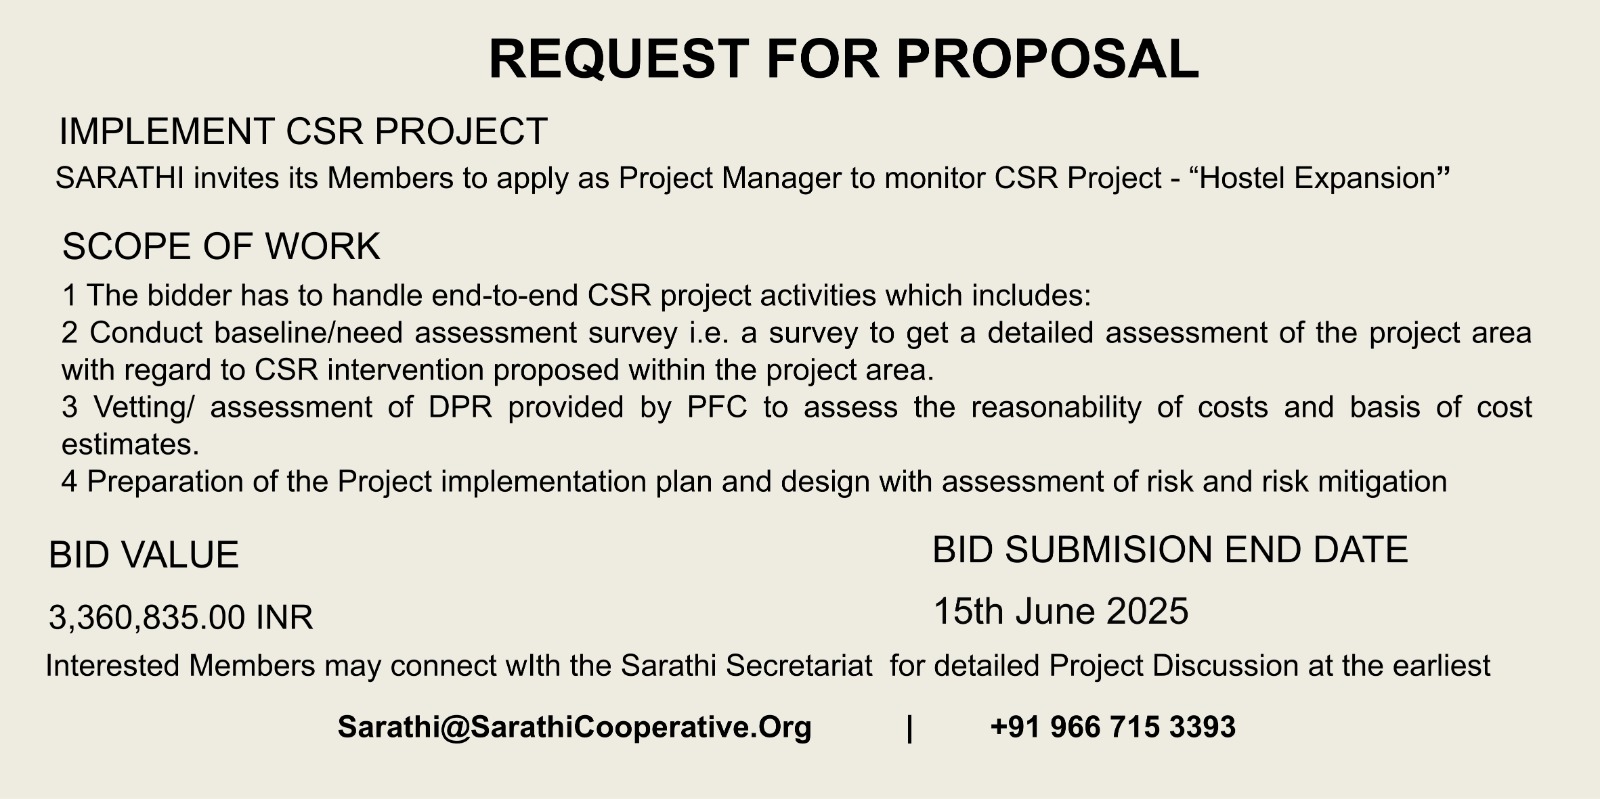 REQUEST FOR PROPOSAL
IMPLEMENT CSR PROJECT
SARATHI invites its Members to apply as Project Manager to monitor CSR Project - “Hostel Expansion”
SCOPE OF WORK
1 The bidder has to handle end-to-end CSR project activities which includes:
2 Conduct baseline/need assessment survey i.e. a survey to get a detailed assessment of the project area
with regard to CSR intervention proposed within the project area.
3 Vetting/ assessment of DPR provided by PFC to assess the reasonability of costs and basis of cost
estimates.
4 Preparation of the Project implementation plan and design with assessment of risk and risk mitigation
BID VALUE
3,360,835.00 INR
BID SUBMISION END DATE
15th June 2025
Interested Members may connect wIth the Sarathi Secretariat  for detailed Project Discussion at the earliest
Sarathi@SarathiCooperative.Org | +91 966 715 3393